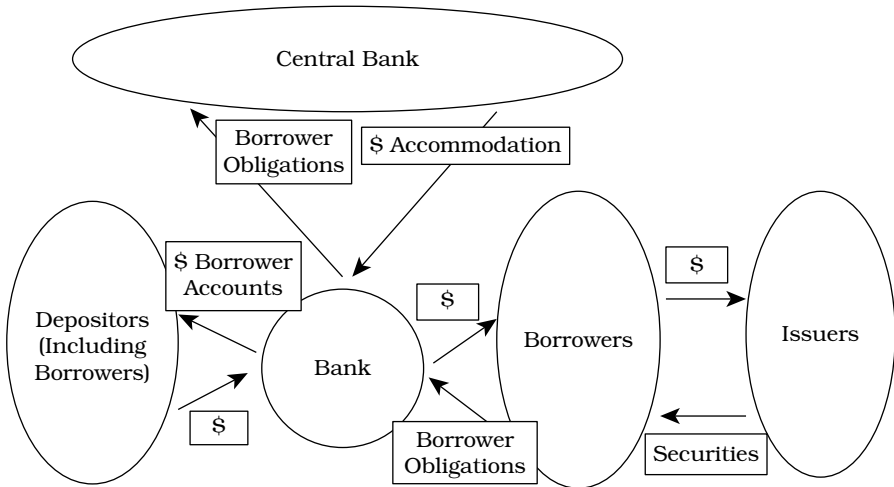 Central Bank
Borrower
Obligations
$ Accommodation
$ Borrower
Accounts
$
$
Depositors
(Including
Borrowers)
Bank
Borrowers
Issuers
$
Borrower
Obligations
Securities